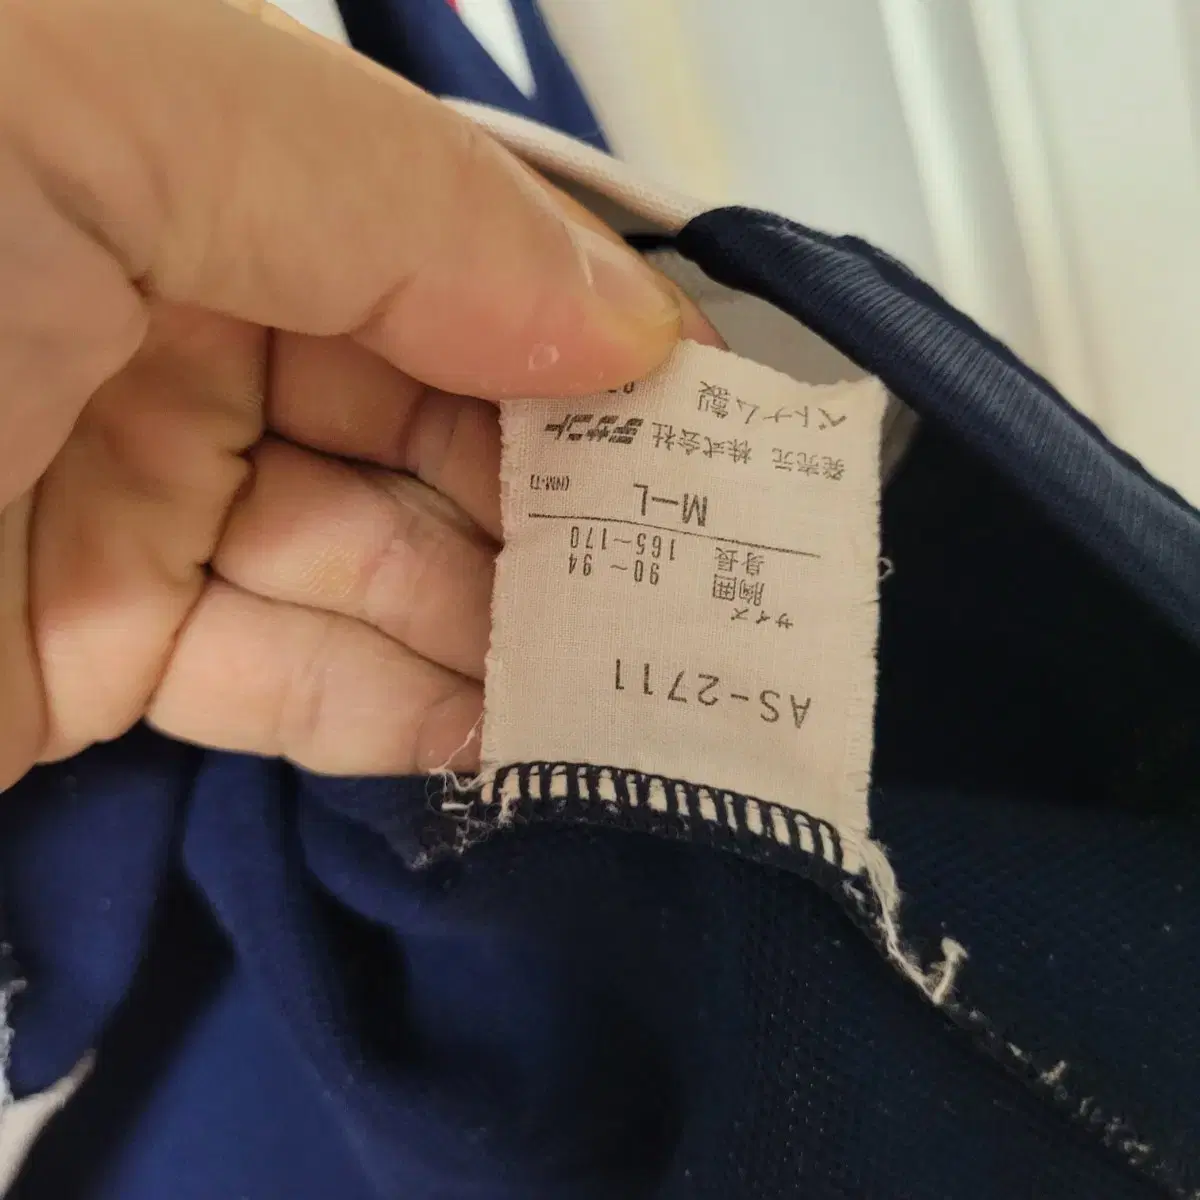 AS-2711
サイズ
胸囲 90～94
身長 165～170
M-L (NM-T)
発売元 株式会社 デサント
ベトナム製